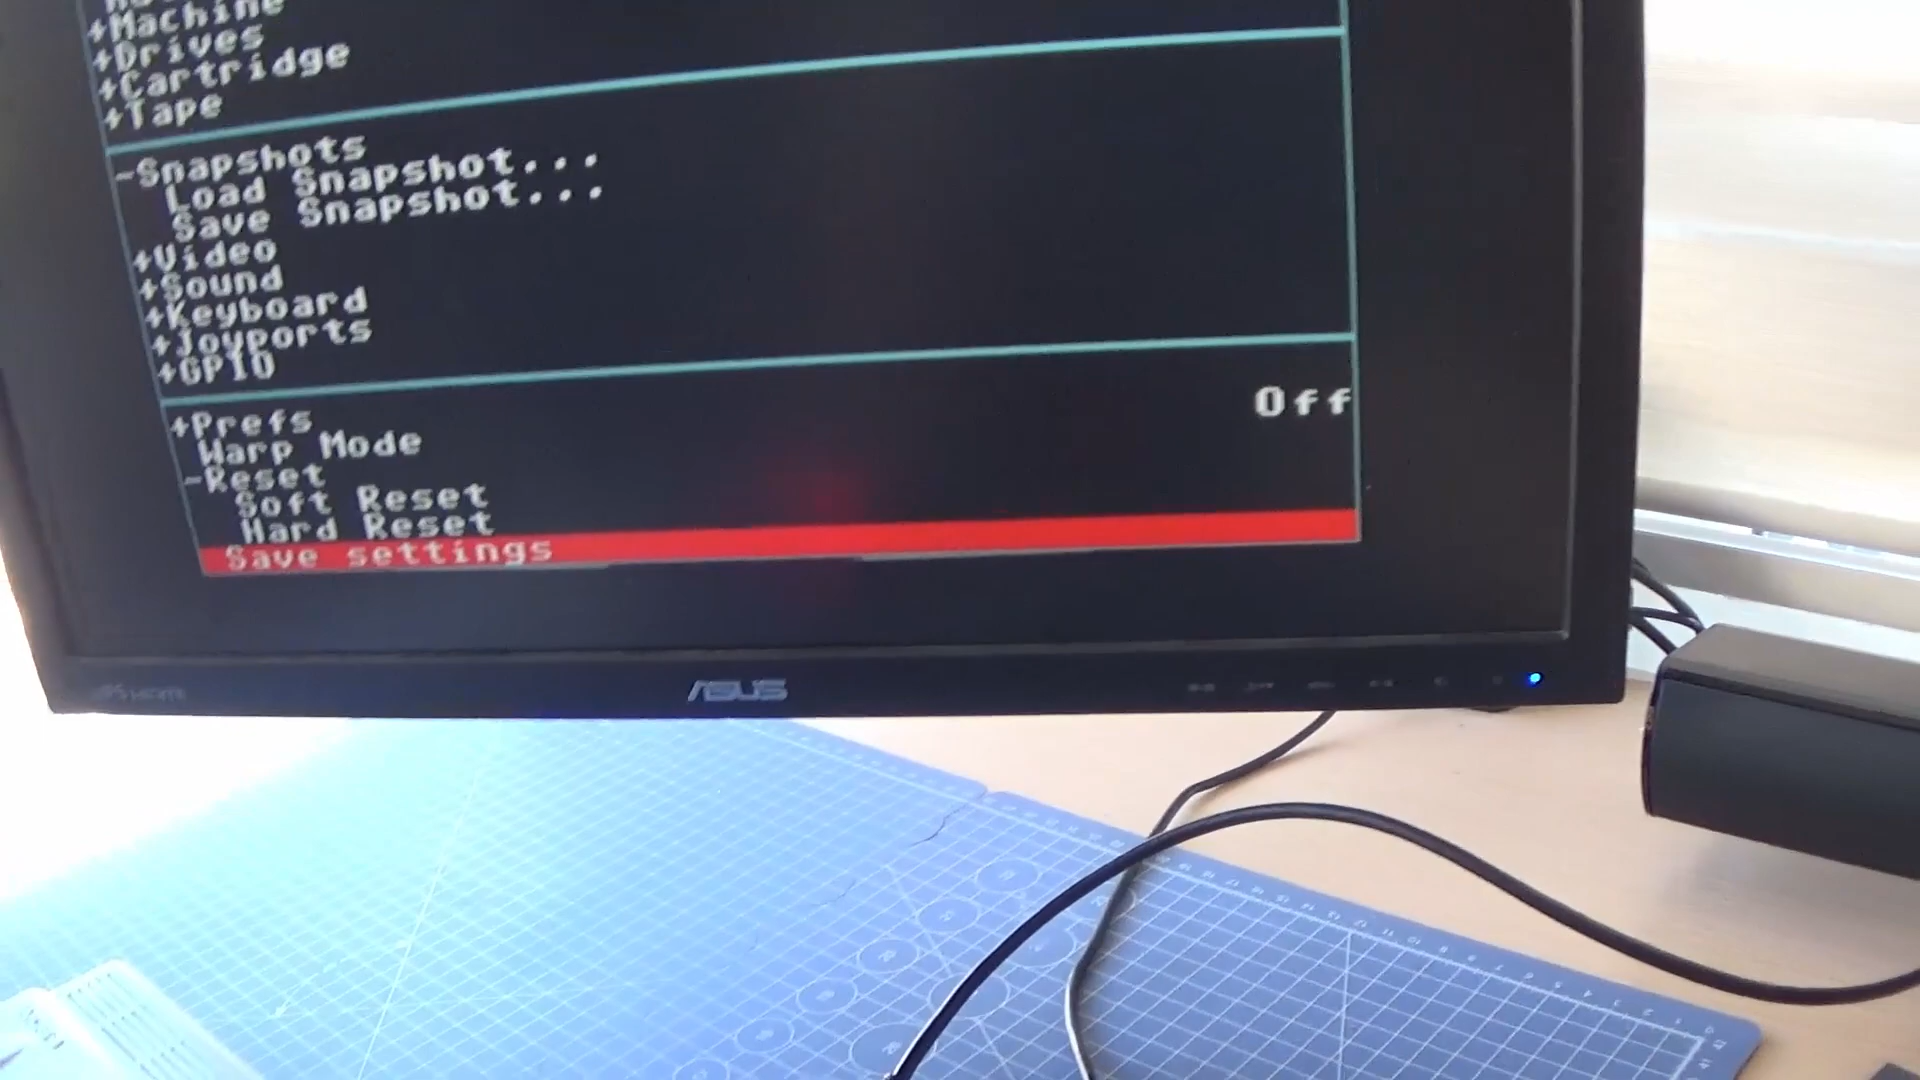 +Machine
+Drives
+Cartridge
+Tape
-Snapshots
Load Snapshot...
Save Snapshot...
+Video
+Sound
+Keyboard
+Joyports
+GPIO
+Prefs
Warp Mode Off
-Reset
Soft Reset
Hard Reset
Save settings
ASUS